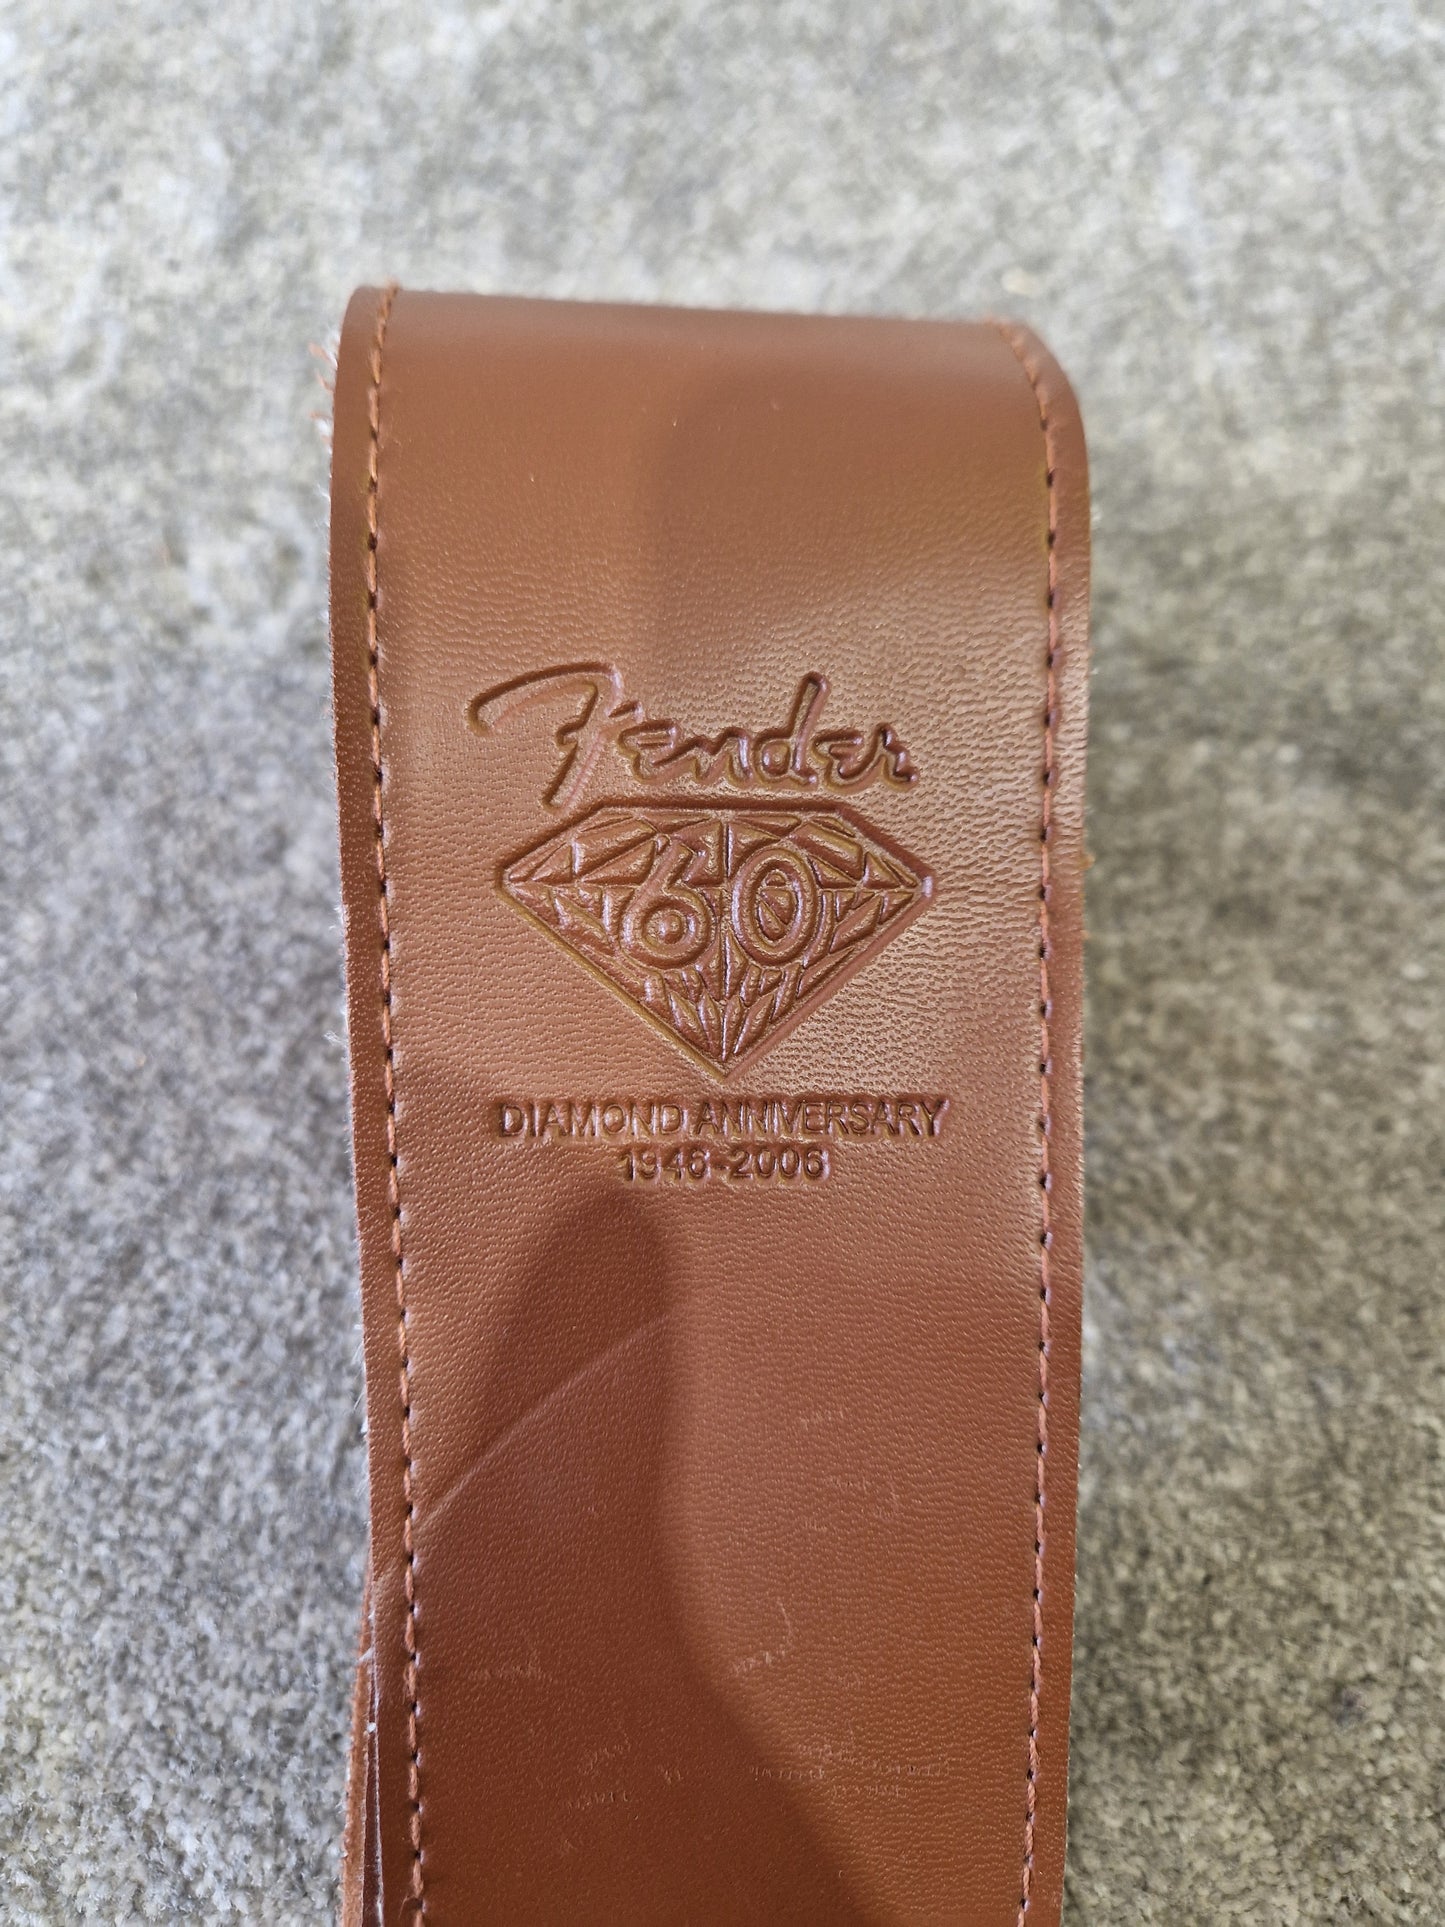 Fender
60
DIAMOND ANNIVERSARY
1946-2006